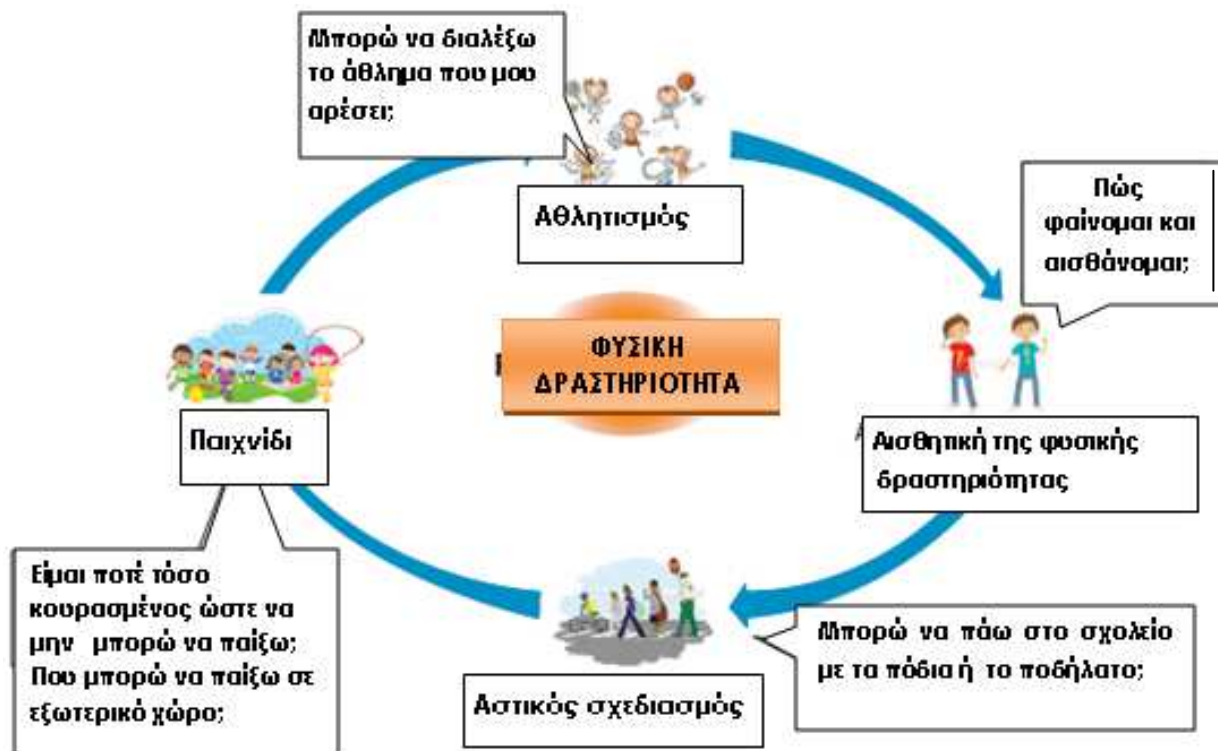 Μπορώ να διαλέξω
το άθλημα που μου
αρέσει;
Αθλητισμός
Πώς
φαίνομαι και
αισθάνομαι;
ΦΥΣΙΚΗ
ΔΡΑΣΤΗΡΙΟΤΗΤΑ
Παιχνίδι
Αισθητική της φυσικής
δραστηριότητας
Είμαι ποτέ τόσο
κουρασμένος ώστε να
μην μπορώ να παίξω;
Που μπορώ να παίξω σε
εξωτερικό χώρο;
Αστικός σχεδιασμός
Μπορώ να πάω στο σχολείο
με τα πόδια ή το ποδήλατο;